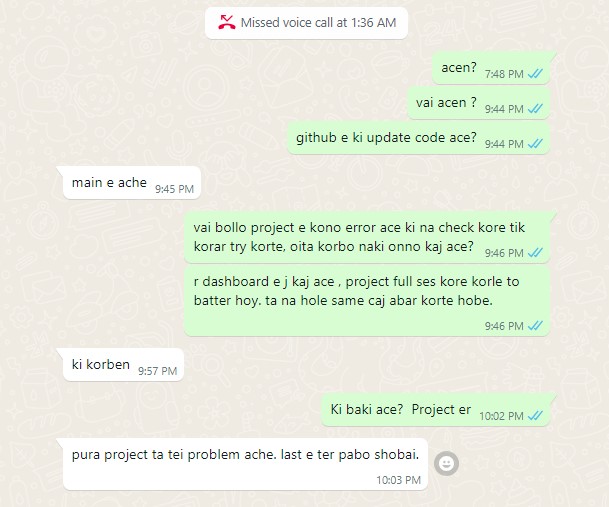 Missed voice call at 1:36 AM
acen? 7:48 PM
vai acen ? 9:44 PM
github e ki update code ace? 9:44 PM
main e ache 9:45 PM
vai bollo project e kono error ace ki na check kore tik
korar try korte, oita korbo naki onno kaj ace? 9:46 PM
r dashboard e j kaj ace , project full ses kore korle to
batter hoy. ta na hole same caj abar korte hobe.
9:46 PM
ki korben 9:57 PM
Ki baki ace? Project er 10:02 PM
pura project ta tei problem ache. last e ter pabo shobai.
10:03 PM